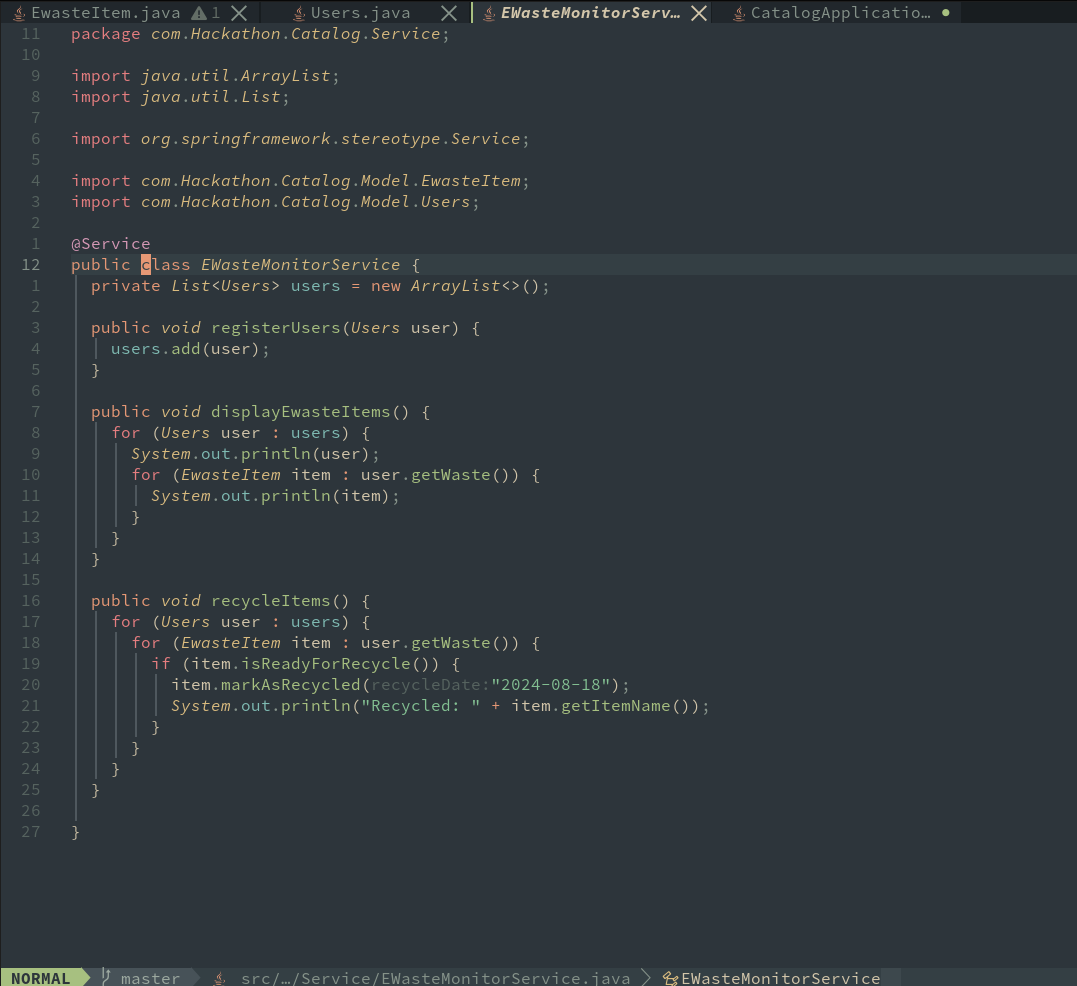 EwasteItem.java 1 Users.java EWasteMonitorServ… CatalogApplicatio…
11 package com.Hackathon.Catalog.Service;
10
9 import java.util.ArrayList;
8 import java.util.List;
7
6 import org.springframework.stereotype.Service;
5
4 import com.Hackathon.Catalog.Model.EwasteItem;
3 import com.Hackathon.Catalog.Model.Users;
2
1 @Service
12 public class EWasteMonitorService {
1 private List<Users> users = new ArrayList<>();
2
3 public void registerUsers(Users user) {
4 users.add(user);
5 }
6
7 public void displayEwasteItems() {
8 for (Users user : users) {
9 System.out.println(user);
10 for (EwasteItem item : user.getWaste()) {
11 System.out.println(item);
12 }
13 }
14 }
15
16 public void recycleItems() {
17 for (Users user : users) {
18 for (EwasteItem item : user.getWaste()) {
19 if (item.isReadyForRecycle()) {
20 item.markAsRecycled(recycleDate:"2024-08-18");
21 System.out.println("Recycled: " + item.getItemName());
22 }
23 }
24 }
25 }
26
27 }
NORMAL master src/…/Service/EWasteMonitorService.java EWasteMonitorService